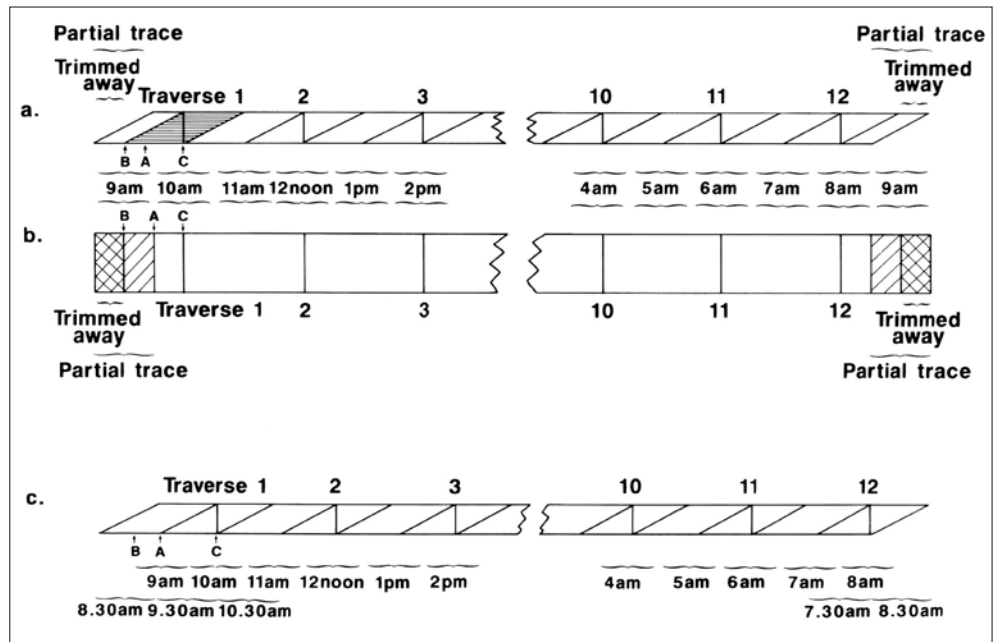 Partial trace Partial trace
Trimmed away Trimmed away
Traverse 1 2 3 10 11 12
a.
B A C
9am 10am 11am 12noon 1pm 2pm 4am 5am 6am 7am 8am 9am
B A C
b.
Traverse 1 2 3 10 11 12
Trimmed away Trimmed away
Partial trace Partial trace
c.
Traverse 1 2 3 10 11 12
B A C
9am 10am 11am 12noon 1pm 2pm 4am 5am 6am 7am 8am
8.30am 9.30am 10.30am 7.30am 8.30am